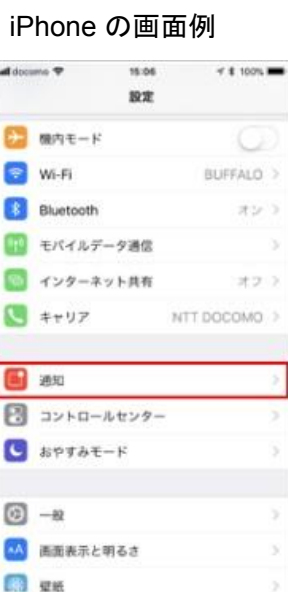 iPhone の画面例
docomo 15:06 100%
設定
機内モード
Wi-Fi BUFFALO
Bluetooth オン
モバイルデータ通信
インターネット共有 オフ
キャリア NTT DOCOMO
通知
コントロールセンター
おやすみモード
一般
AA 画面表示と明るさ
壁紙